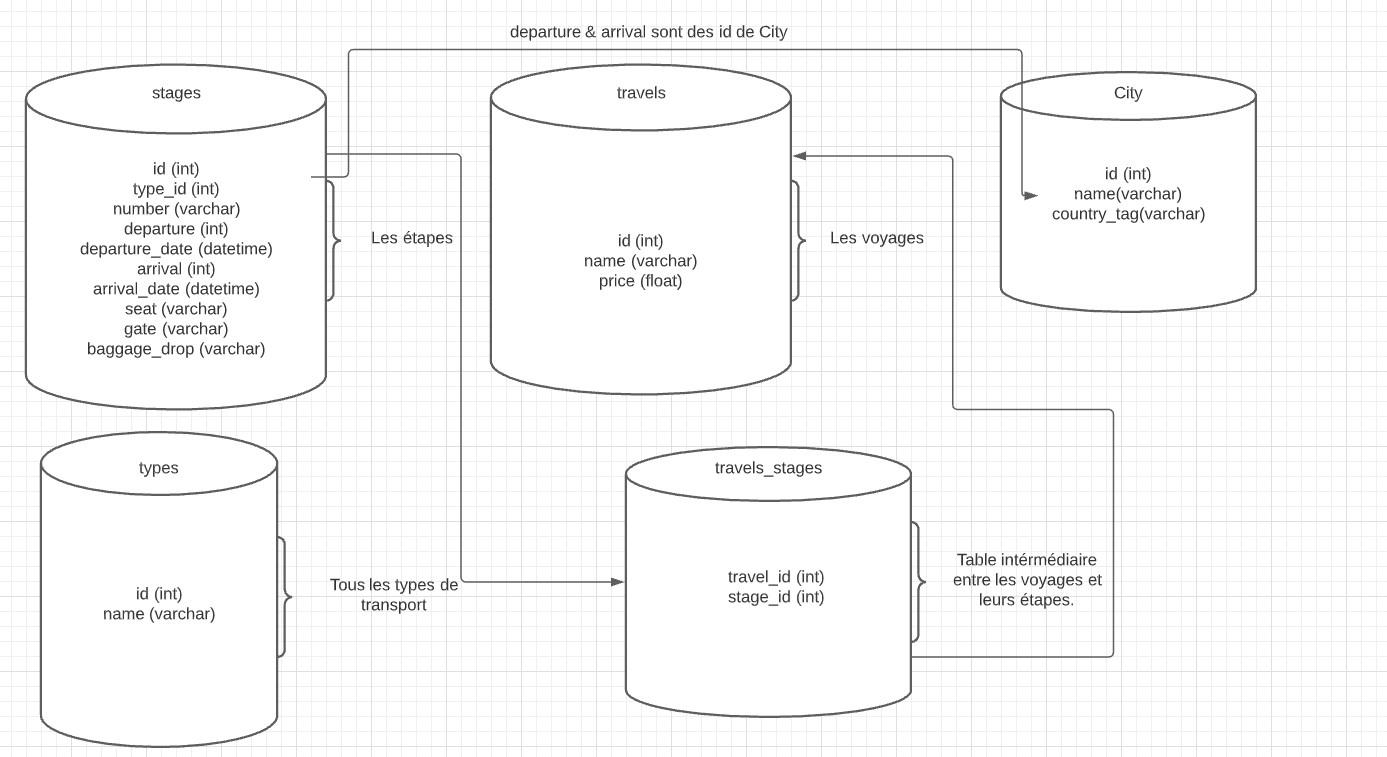 departure & arrival sont des id de City
stages
id (int)
type_id (int)
number (varchar)
departure (int)
departure_date (datetime)
arrival (int)
arrival_date (datetime)
seat (varchar)
gate (varchar)
baggage_drop (varchar)
Les étapes
travels
id (int)
name (varchar)
price (float)
Les voyages
City
id (int)
name(varchar)
country_tag(varchar)
types
id (int)
name (varchar)
Tous les types de
transport
travels_stages
travel_id (int)
stage_id (int)
Table intérmédiaire
entre les voyages et
leurs étapes.